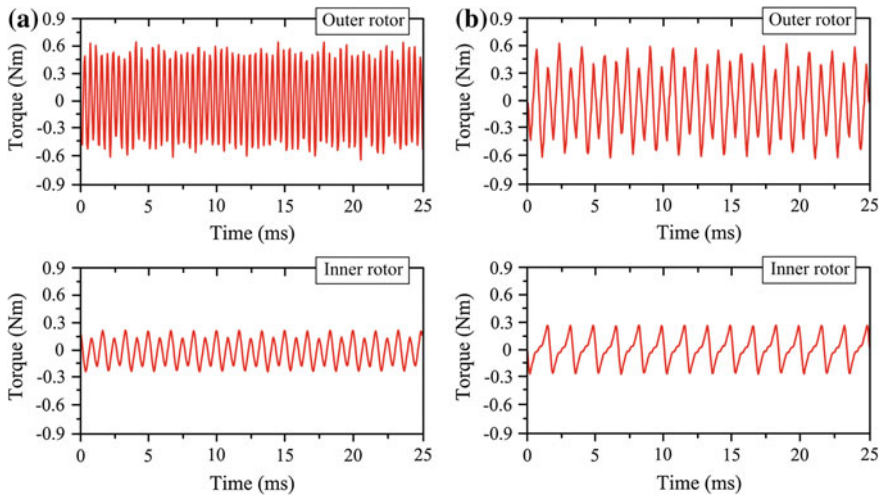 (a)
Outer rotor
Torque (Nm)
0.9
0.6
0.3
0
-0.3
-0.6
-0.9
0 5 10 15 20 25
Time (ms)
(b)
Outer rotor
Torque (Nm)
0.9
0.6
0.3
0
-0.3
-0.6
-0.9
0 5 10 15 20 25
Time (ms)
Inner rotor
Torque (Nm)
0.9
0.6
0.3
0
-0.3
-0.6
-0.9
0 5 10 15 20 25
Time (ms)
Inner rotor
Torque (Nm)
0.9
0.6
0.3
0
-0.3
-0.6
-0.9
0 5 10 15 20 25
Time (ms)